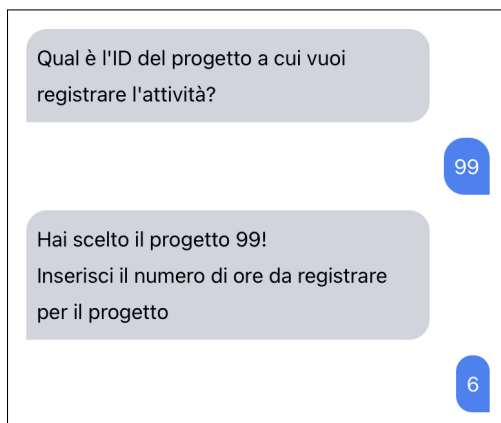 Qual è l'ID del progetto a cui vuoi
registrare l'attività?
99
Hai scelto il progetto 99!
Inserisci il numero di ore da registrare
per il progetto
6